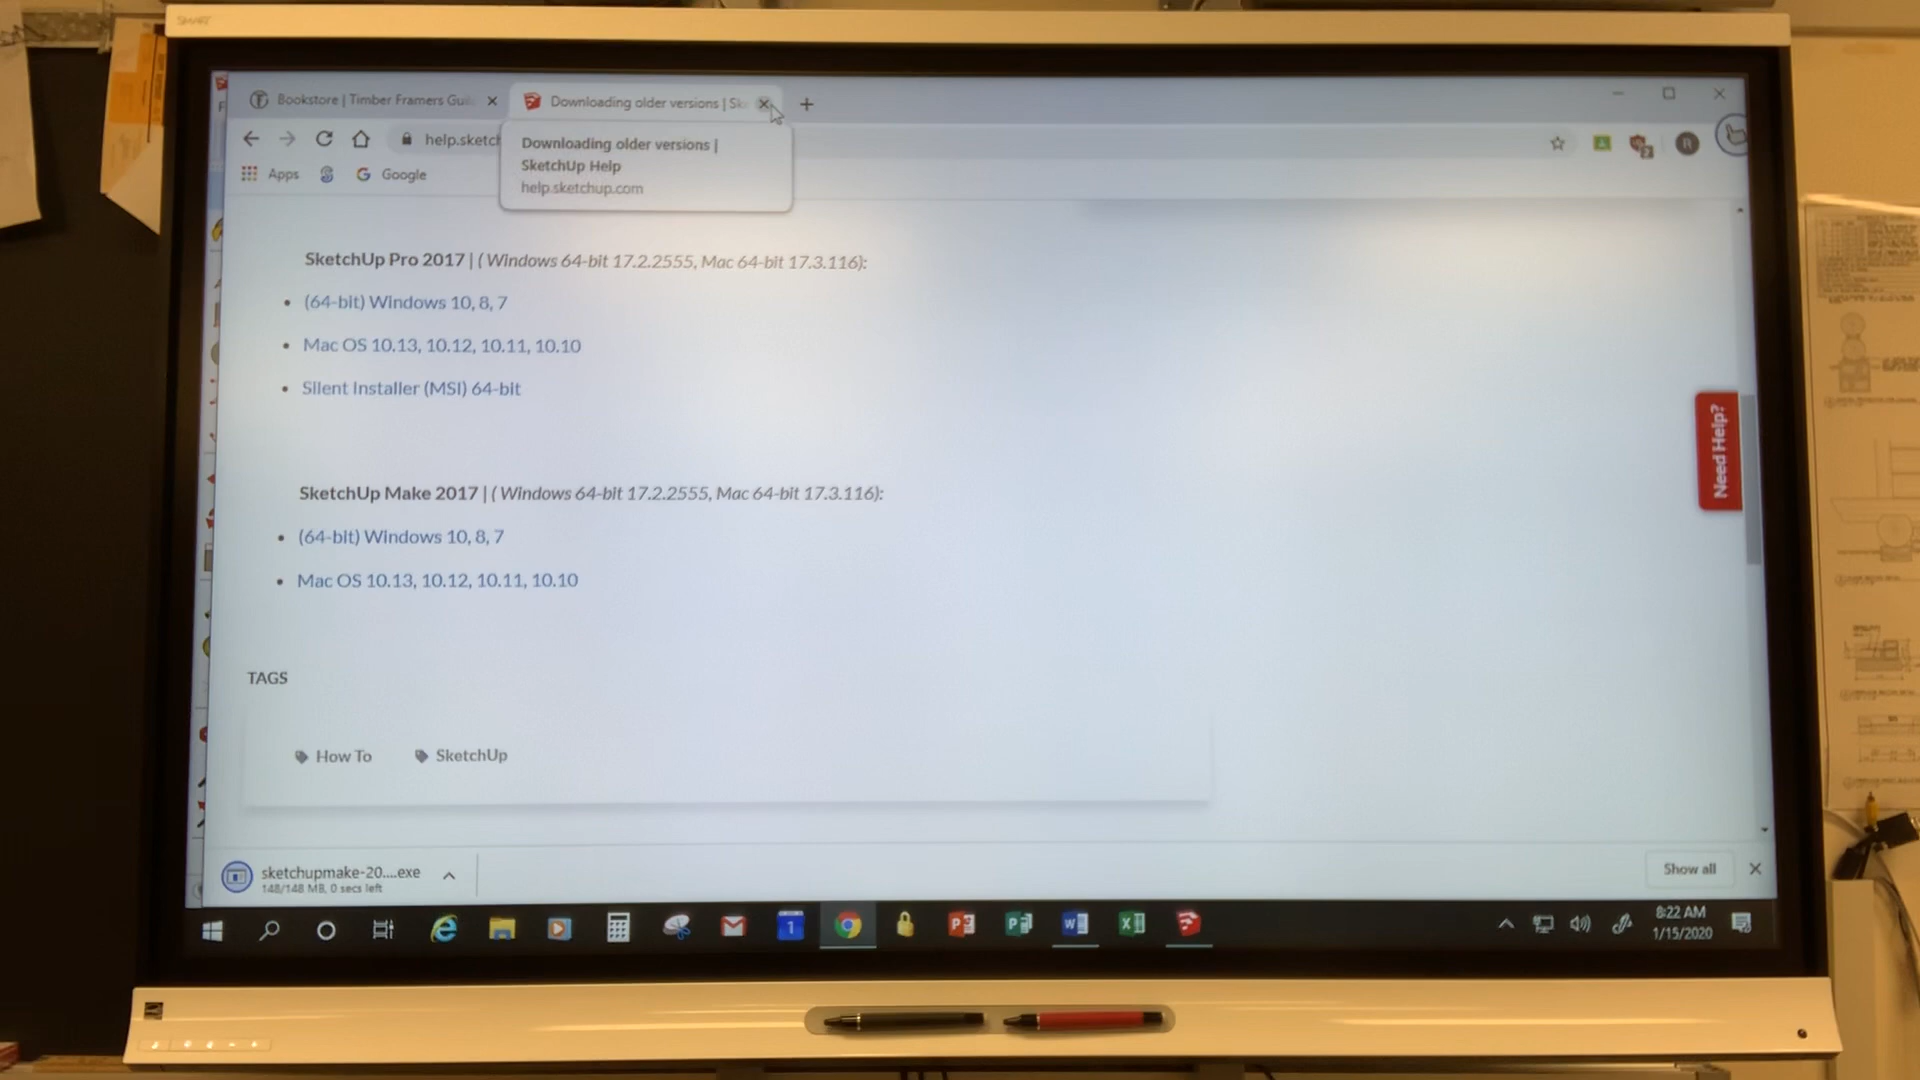 SMART
Bookstore | Timber Framers Guil
Downloading older versions | Sk
help.sketch
Downloading older versions |
SketchUp Help
help.sketchup.com
Apps
Google
R
SketchUp Pro 2017 | ( Windows 64-bit 17.2.2555, Mac 64-bit 17.3.116):
(64-bit) Windows 10, 8, 7
Mac OS 10.13, 10.12, 10.11, 10.10
Silent Installer (MSI) 64-bit
Need Help?
SketchUp Make 2017 | ( Windows 64-bit 17.2.2555, Mac 64-bit 17.3.116):
(64-bit) Windows 10, 8, 7
Mac OS 10.13, 10.12, 10.11, 10.10
TAGS
How To
SketchUp
sketchupmake-20....exe
148/148 MB, 0 secs left
Show all
1
8:22 AM
1/15/2020